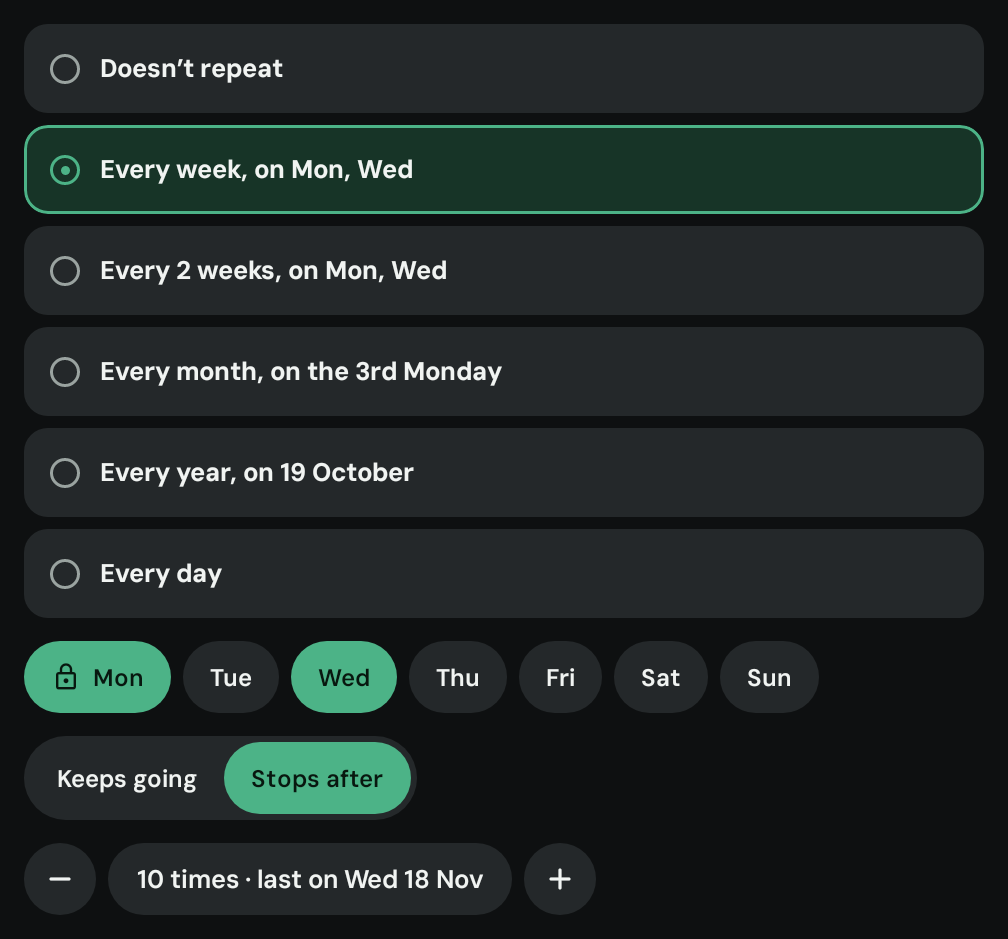 Doesn’t repeat
Every week, on Mon, Wed
Every 2 weeks, on Mon, Wed
Every month, on the 3rd Monday
Every year, on 19 October
Every day
Mon Tue Wed Thu Fri Sat Sun
Keeps going Stops after
10 times · last on Wed 18 Nov